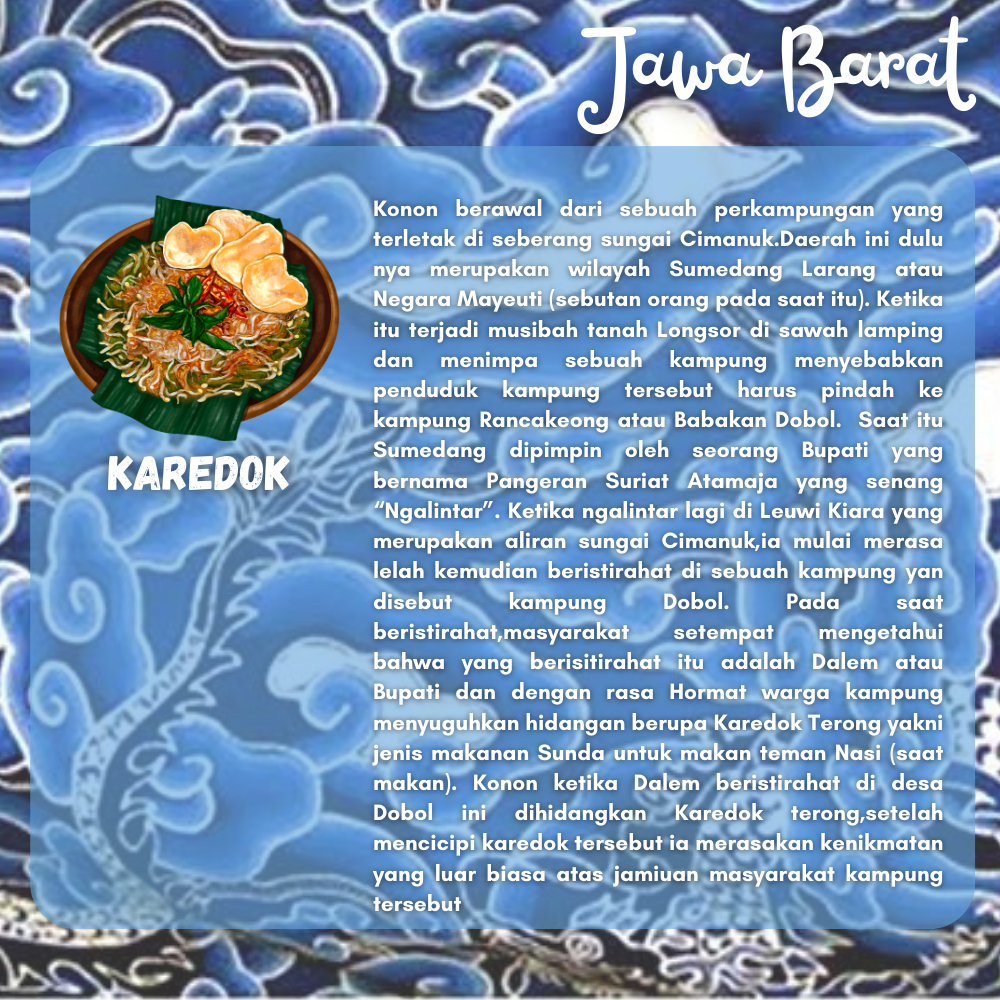 Jawa Barat
KAREDOK
Konon berawal dari sebuah perkampungan yang
terletak di seberang sungai Cimanuk.Daerah ini dulu
nya merupakan wilayah Sumedang Larang atau
Negara Mayeuti (sebutan orang pada saat itu). Ketika
itu terjadi musibah tanah Longsor di sawah lamping
dan menimpa sebuah kampung menyebabkan
penduduk kampung tersebut harus pindah ke
kampung Rancakeong atau Babakan Dobol. Saat itu
Sumedang dipimpin oleh seorang Bupati yang
bernama Pangeran Suriat Atamaja yang senang
“Ngalintar”. Ketika ngalintar lagi di Leuwi Kiara yang
merupakan aliran sungai Cimanuk,ia mulai merasa
lelah kemudian beristirahat di sebuah kampung yan
disebut kampung Dobol. Pada saat
beristirahat,masyarakat setempat mengetahui
bahwa yang berisitirahat itu adalah Dalem atau
Bupati dan dengan rasa Hormat warga kampung
menyuguhkan hidangan berupa Karedok Terong yakni
jenis makanan Sunda untuk makan teman Nasi (saat
makan). Konon ketika Dalem beristirahat di desa
Dobol ini dihidangkan Karedok terong,setelah
mencicipi karedok tersebut ia merasakan kenikmatan
yang luar biasa atas jamiuan masyarakat kampung
tersebut